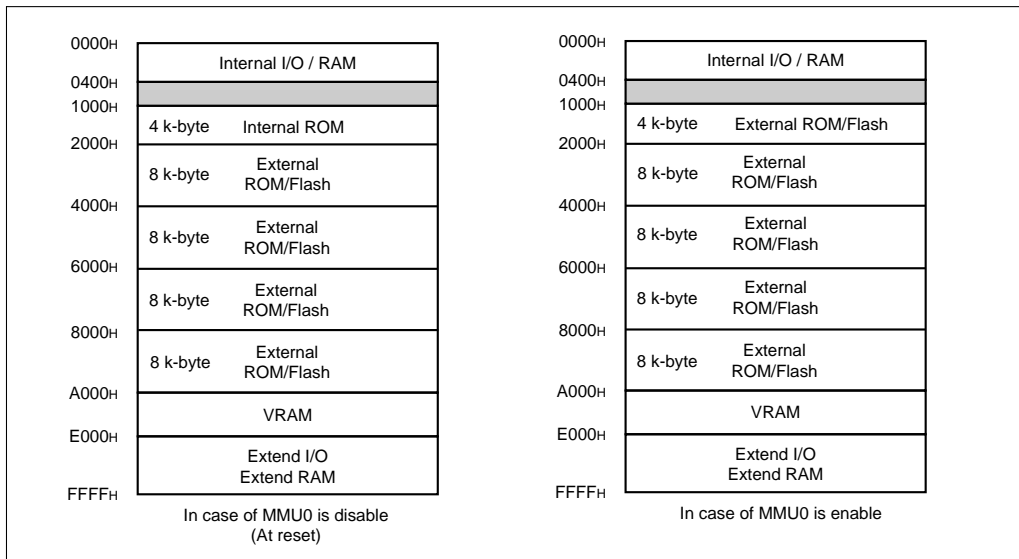 0000H
Internal I/O / RAM
0400H
1000H
4 k-byte Internal ROM
2000H
8 k-byte External
ROM/Flash
4000H
8 k-byte External
ROM/Flash
6000H
8 k-byte External
ROM/Flash
8000H
8 k-byte External
ROM/Flash
A000H
VRAM
E000H
Extend I/O
Extend RAM
FFFFH
In case of MMU0 is disable
(At reset)
0000H
Internal I/O / RAM
0400H
1000H
4 k-byte External ROM/Flash
2000H
8 k-byte External
ROM/Flash
4000H
8 k-byte External
ROM/Flash
6000H
8 k-byte External
ROM/Flash
8000H
8 k-byte External
ROM/Flash
A000H
VRAM
E000H
Extend I/O
Extend RAM
FFFFH
In case of MMU0 is enable